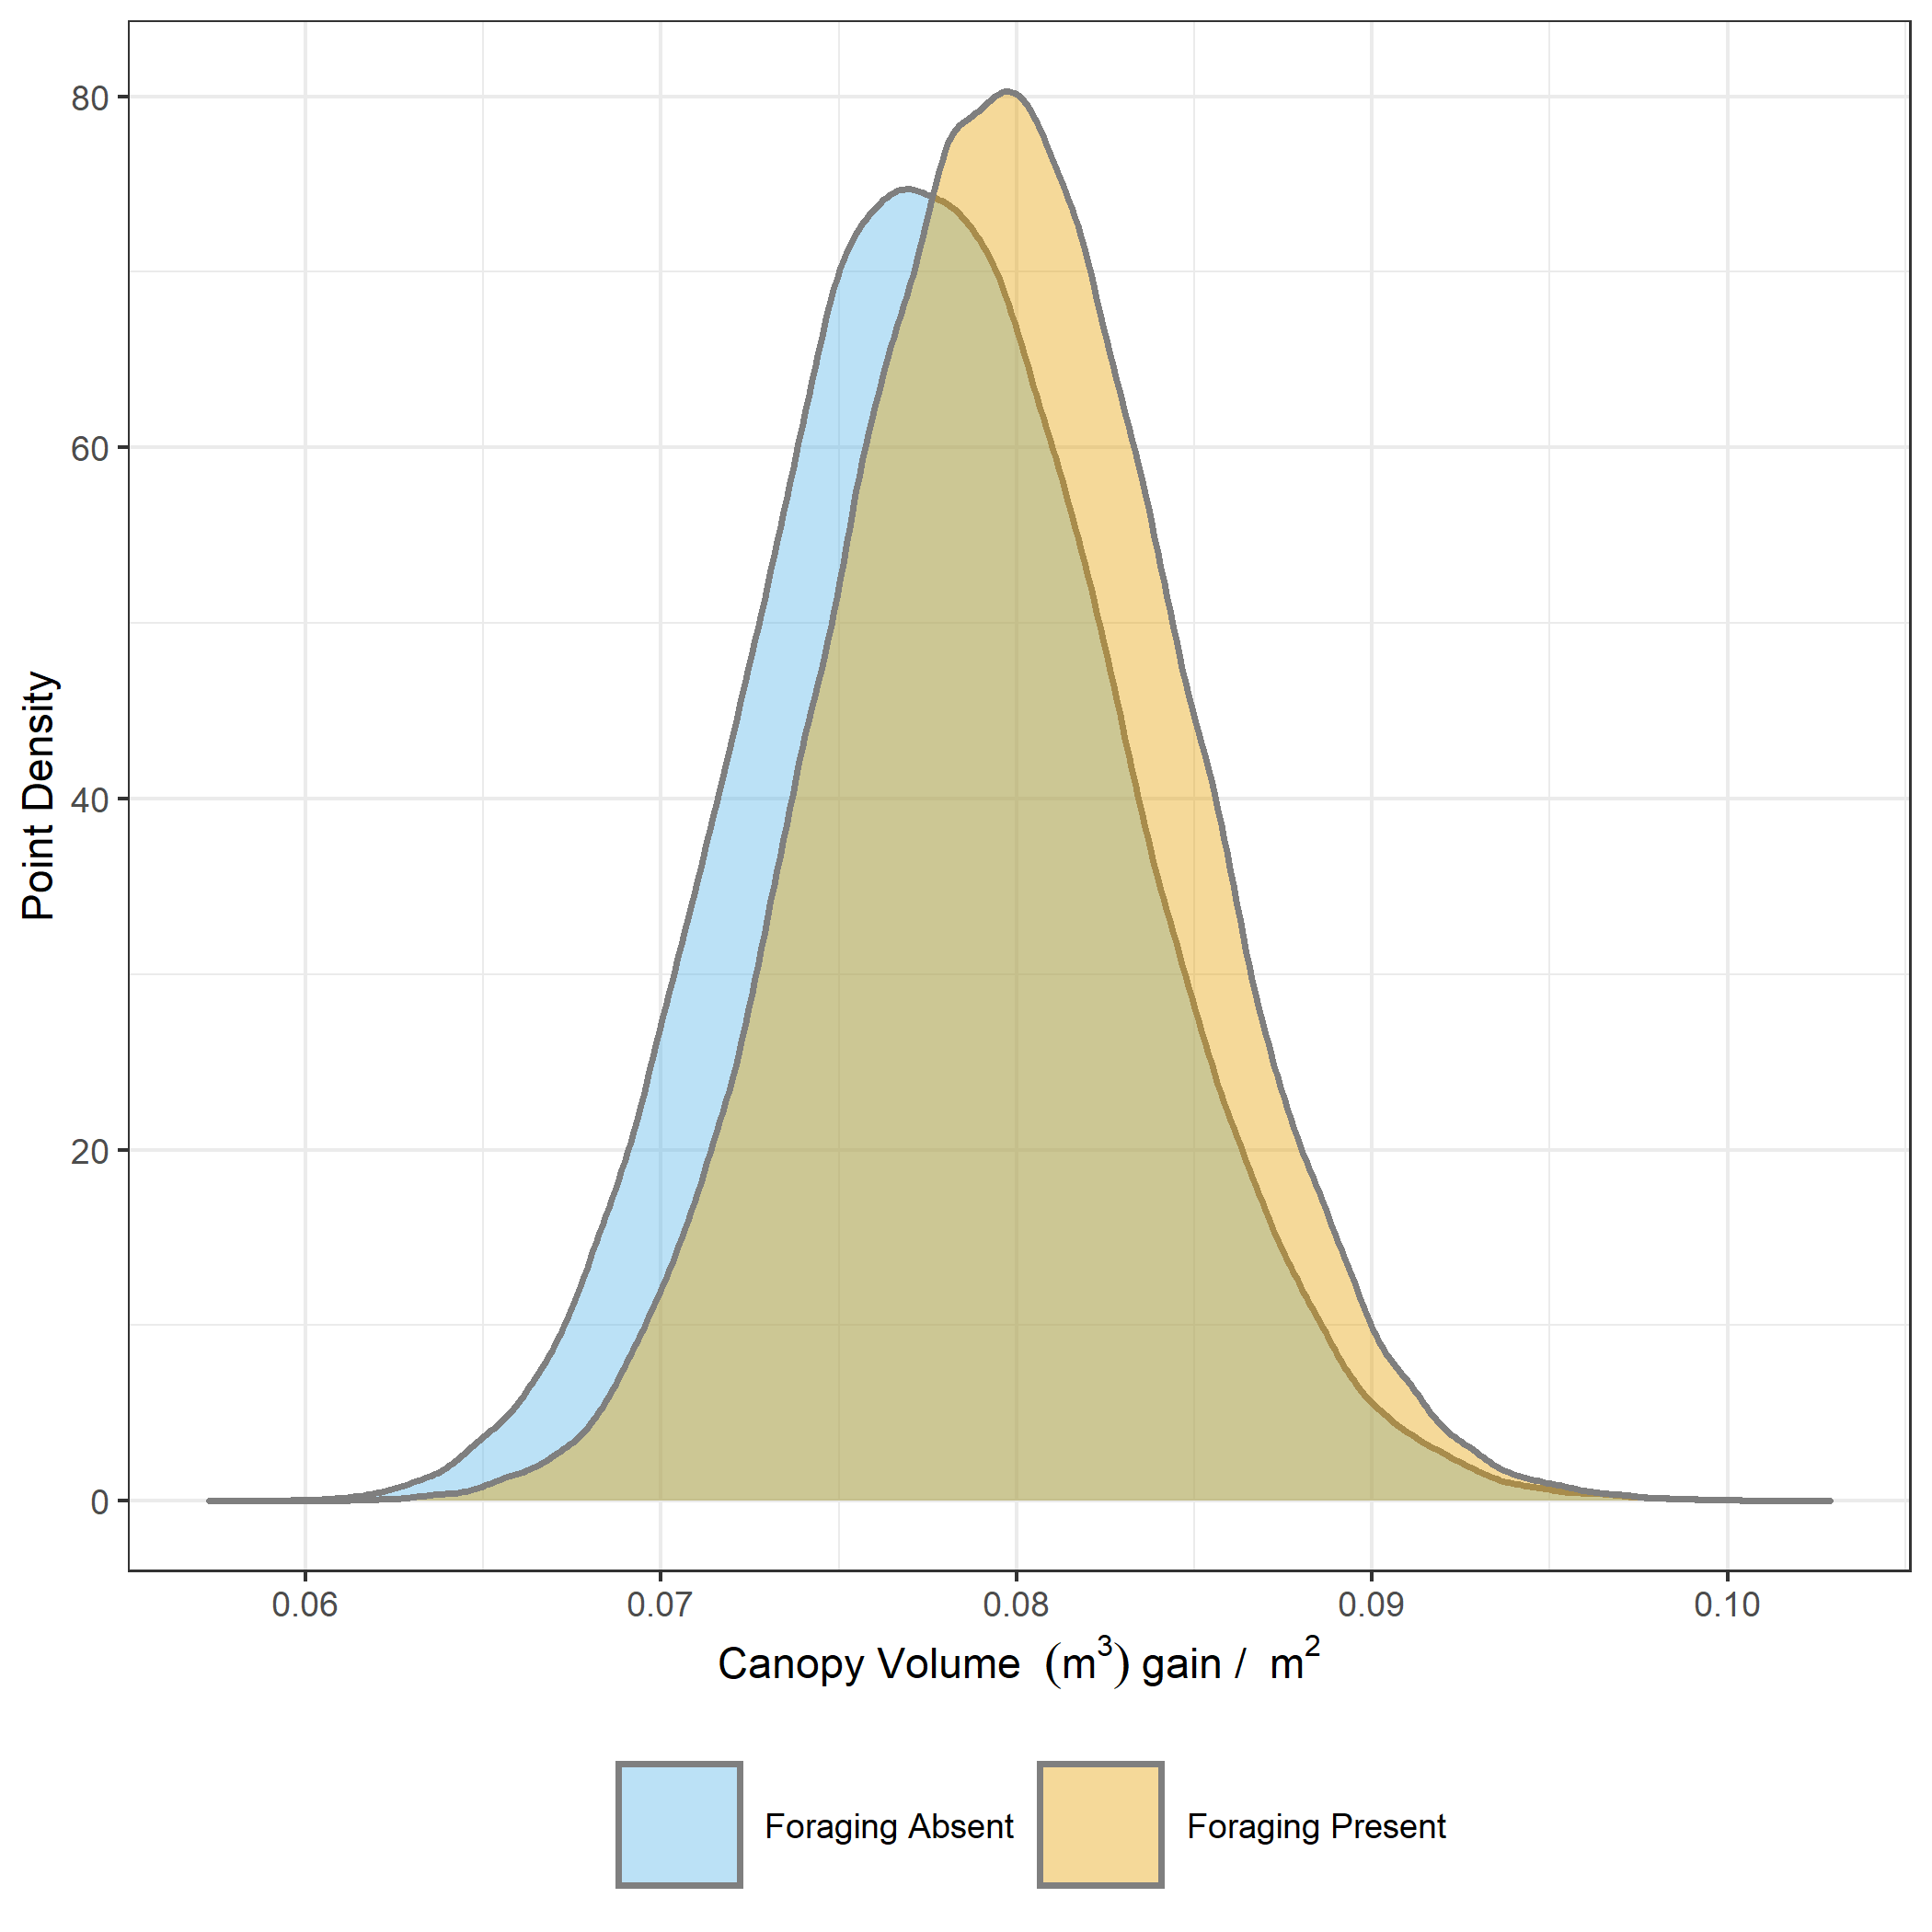 80
60
40
20
0
Point Density
0.06 0.07 0.08 0.09 0.10
Canopy Volume (m³) gain / m²
Foraging Absent Foraging Present